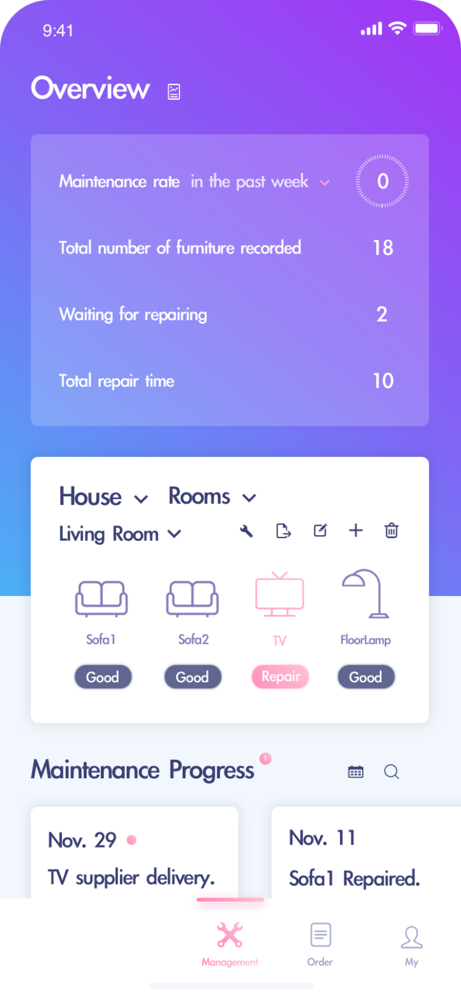 9:41
Overview
Maintenance rate in the past week 0
Total number of furniture recorded 18
Waiting for repairing 2
Total repair time 10
House Rooms
Living Room
Sofa1 Sofa2 TV FloorLamp
Good Good Repair Good
Maintenance Progress 1
Nov. 29 Nov. 11
TV supplier delivery. Sofa1 Repaired.
Management Order My